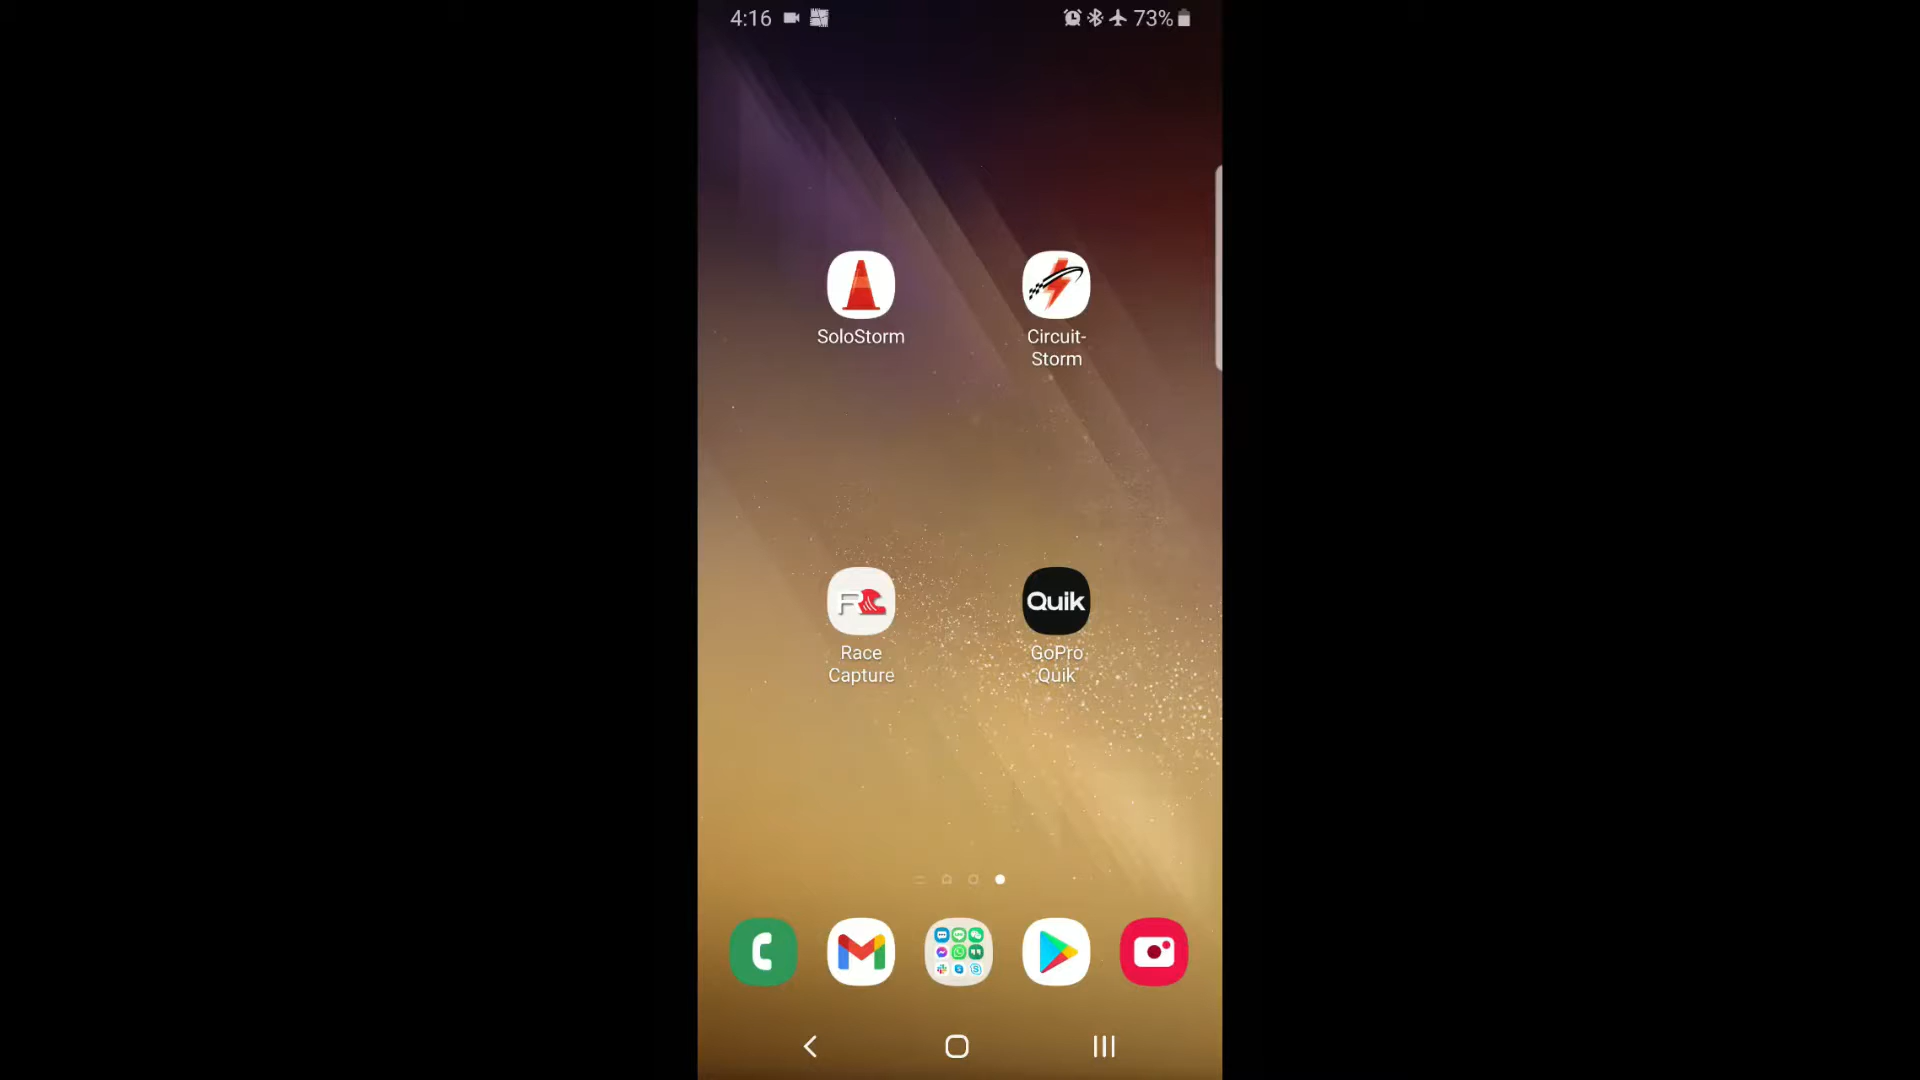 4:16 73%
SoloStorm
Circuit-
Storm
Quik
Race
Capture
GoPro
Quik